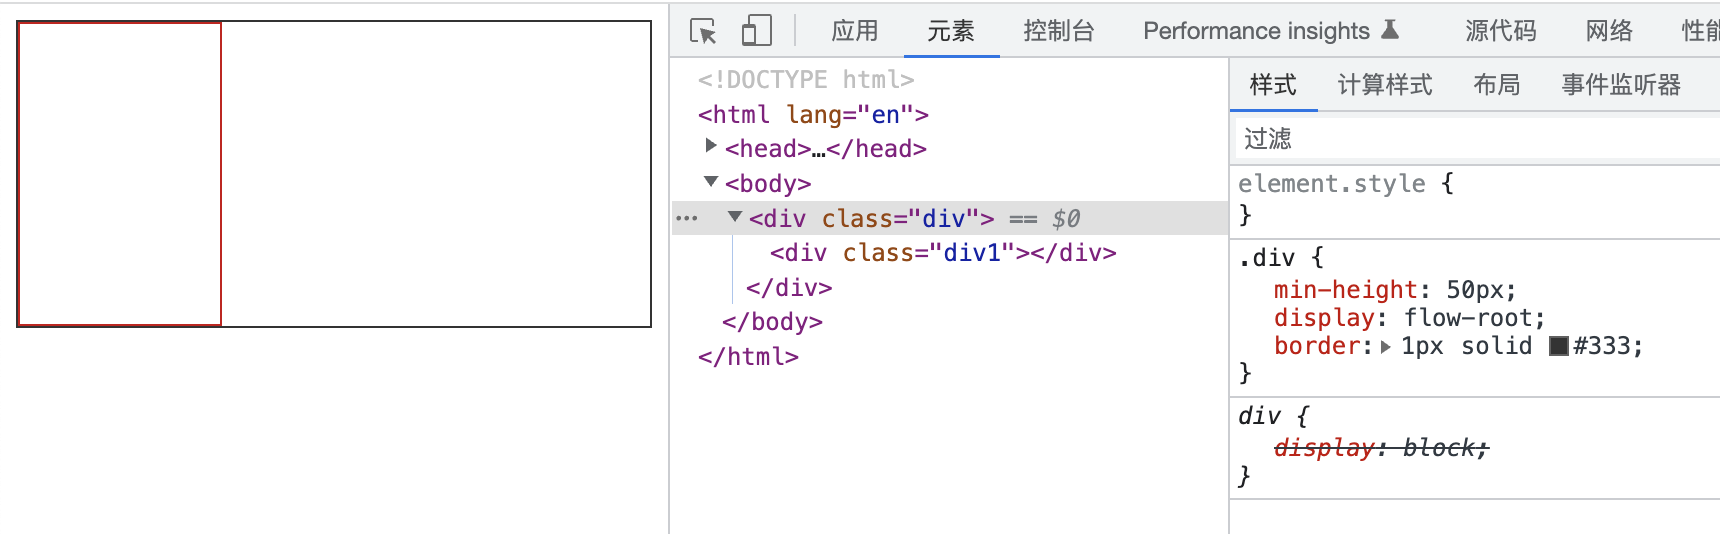 应用 元素 控制台 Performance insights 源代码 网络 性能
<!DOCTYPE html>
<html lang="en">
<head>…</head>
<body>
<div class="div"> == $0
<div class="div1"></div>
</div>
</body>
</html>
样式 计算样式 布局 事件监听器
过滤
element.style {
}
.div {
min-height: 50px;
display: flow-root;
border: 1px solid #333;
}
div {
display: block;
}